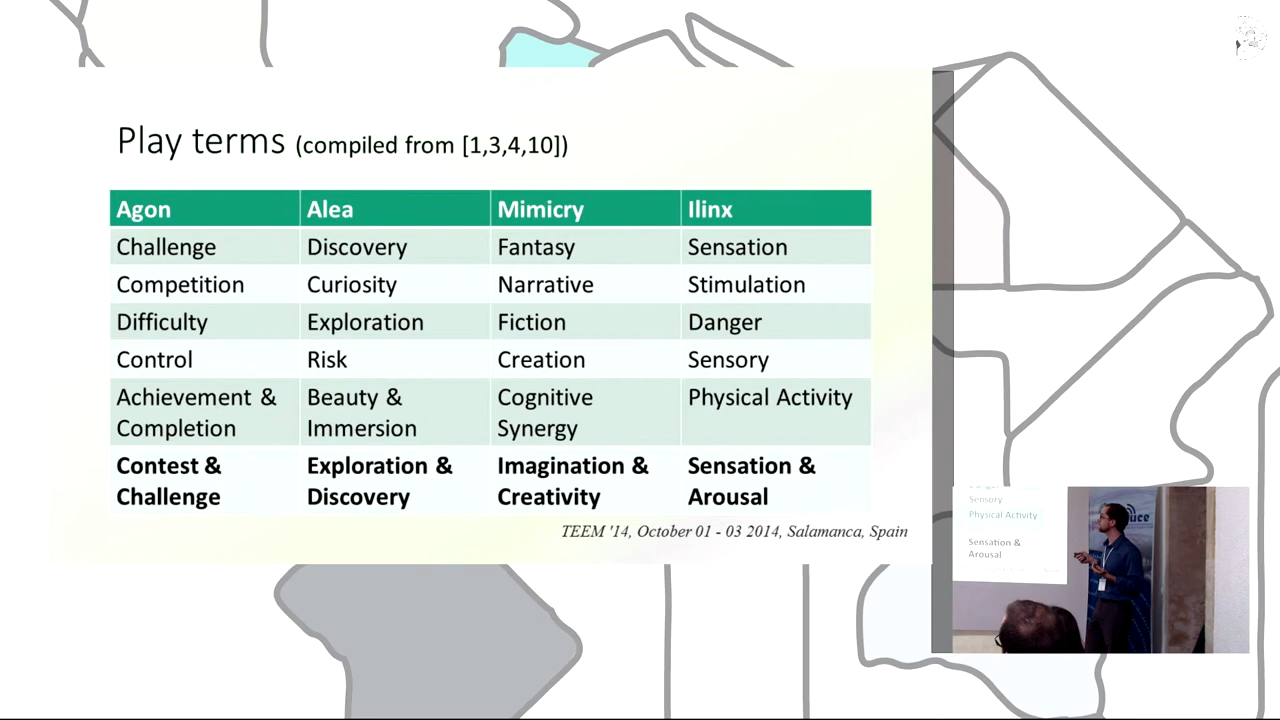 Play terms (compiled from [1,3,4,10])
Agon Alea Mimicry Ilinx
Challenge Discovery Fantasy Sensation
Competition Curiosity Narrative Stimulation
Difficulty Exploration Fiction Danger
Control Risk Creation Sensory
Achievement & Beauty & Cognitive Physical Activity
Completion Immersion Synergy
Contest & Exploration & Imagination & Sensation &
Challenge Discovery Creativity Arousal
TEEM '14, October 01 - 03 2014, Salamanca, Spain
Sensory
Physical Activity
Sensation &
Arousal
uce